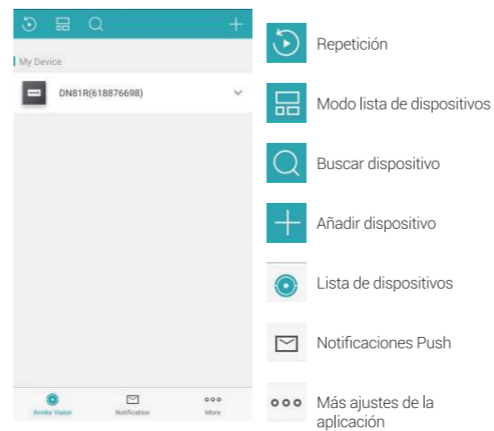 My Device
DN81R(618876698)
Annke Vision
Notification
More
Repetición
Modo lista de dispositivos
Buscar dispositivo
Añadir dispositivo
Lista de dispositivos
Notificaciones Push
Más ajustes de la
aplicación